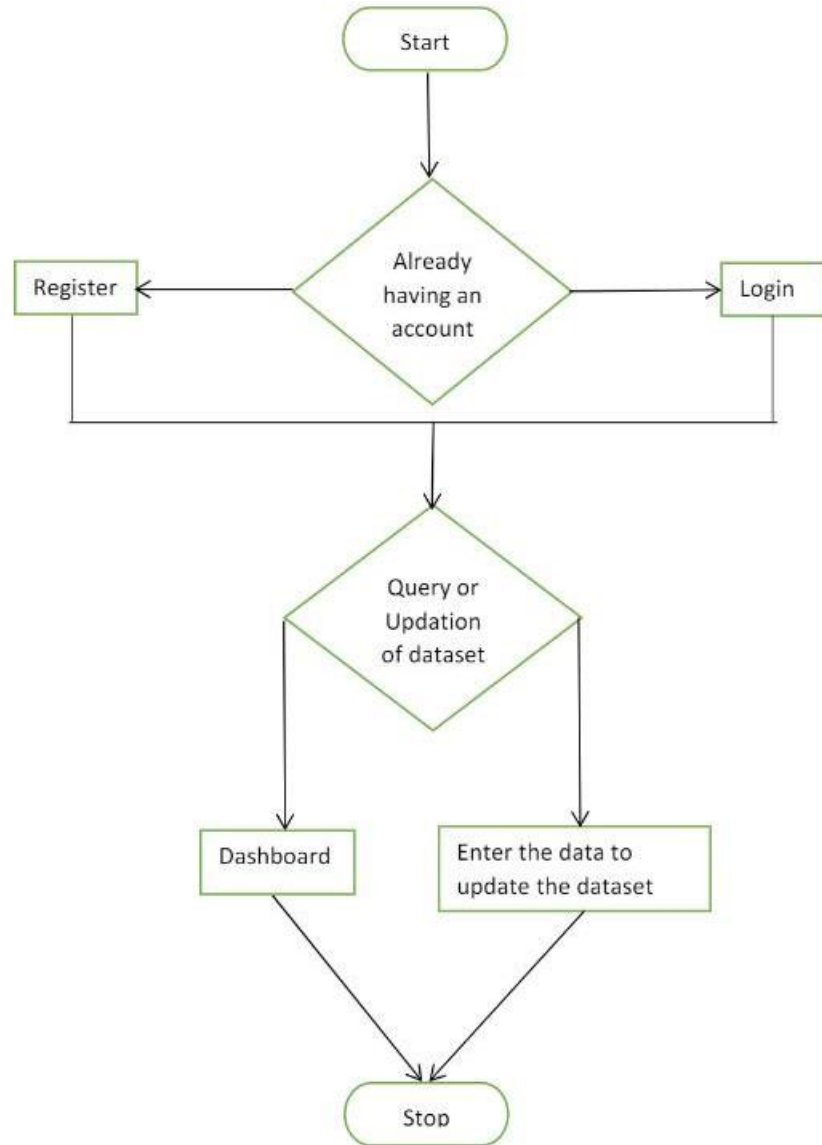 Start
Already
having an
account
Register
Login
Query or
Updation
of dataset
Dashboard
Enter the data to
update the dataset
Stop